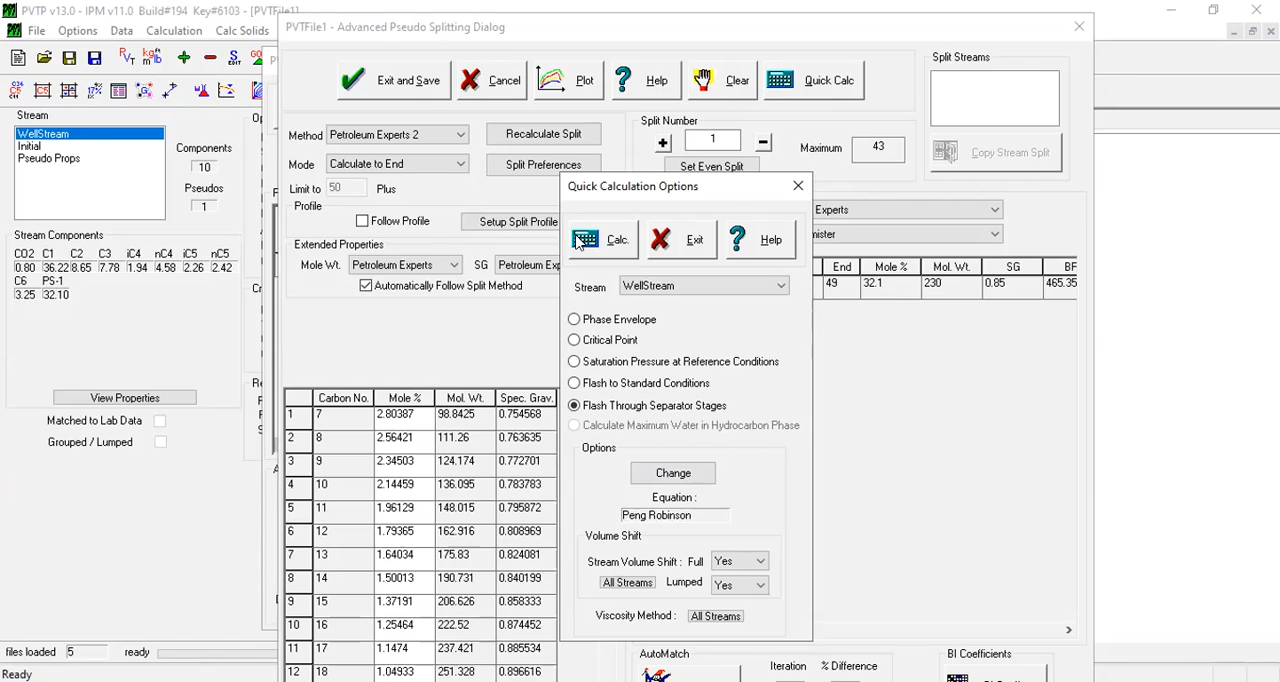 PVTP v13.0 - IPM v11.0 Build#194 Key#6103 - [PVTFile1]
File Options Data Calculation Calc Solids
PVTFile1 - Advanced Pseudo Splitting Dialog
Exit and Save Cancel Plot Help Clear Quick Calc
Split Streams
Copy Stream Split
Stream
WellStream
Initial
Pseudo Props
Components
10
Pseudos
1
Method Petroleum Experts 2 Recalculate Split
Mode Calculate to End Split Preferences
Limit to 50 Plus
Split Number
+ 1 - Maximum 43
Set Even Split
Profile
Follow Profile Setup Split Profile
Extended Properties
Mole Wt. Petroleum Experts SG Petroleum Exp
Automatically Follow Split Method
Stream Components
CO2 C1 C2 C3 iC4 nC4 iC5 nC5
0.80 36.22 8.65 7.78 1.94 4.58 2.26 2.42
C6 PS-1
3.25 32.10
View Properties
Matched to Lab Data
Grouped / Lumped
Carbon No. Mole % Mol. Wt. Spec. Grav.
1 7 2.80387 98.8425 0.754568
2 8 2.56421 111.26 0.763635
3 9 2.34503 124.174 0.772701
4 10 2.14459 136.095 0.783783
5 11 1.96129 148.015 0.795872
6 12 1.79365 162.916 0.808969
7 13 1.64034 175.83 0.824081
8 14 1.50013 190.731 0.840199
9 15 1.37191 206.626 0.858333
10 16 1.25464 222.52 0.874452
11 17 1.1474 237.421 0.885534
12 18 1.04933 251.328 0.896616
Quick Calculation Options
Calc. Exit Help
Stream WellStream
Phase Envelope
Critical Point
Saturation Pressure at Reference Conditions
Flash to Standard Conditions
Flash Through Separator Stages
Calculate Maximum Water in Hydrocarbon Phase
Options
Change
Equation :
Peng Robinson
Volume Shift
Stream Volume Shift : Full Yes
All Streams Lumped Yes
Viscosity Method : All Streams
Experts
mister
End Mole % Mol. Wt. SG BF
49 32.1 230 0.85 465.35
AutoMatch
Iteration % Difference
BI Coefficients
files loaded 5 ready
Ready